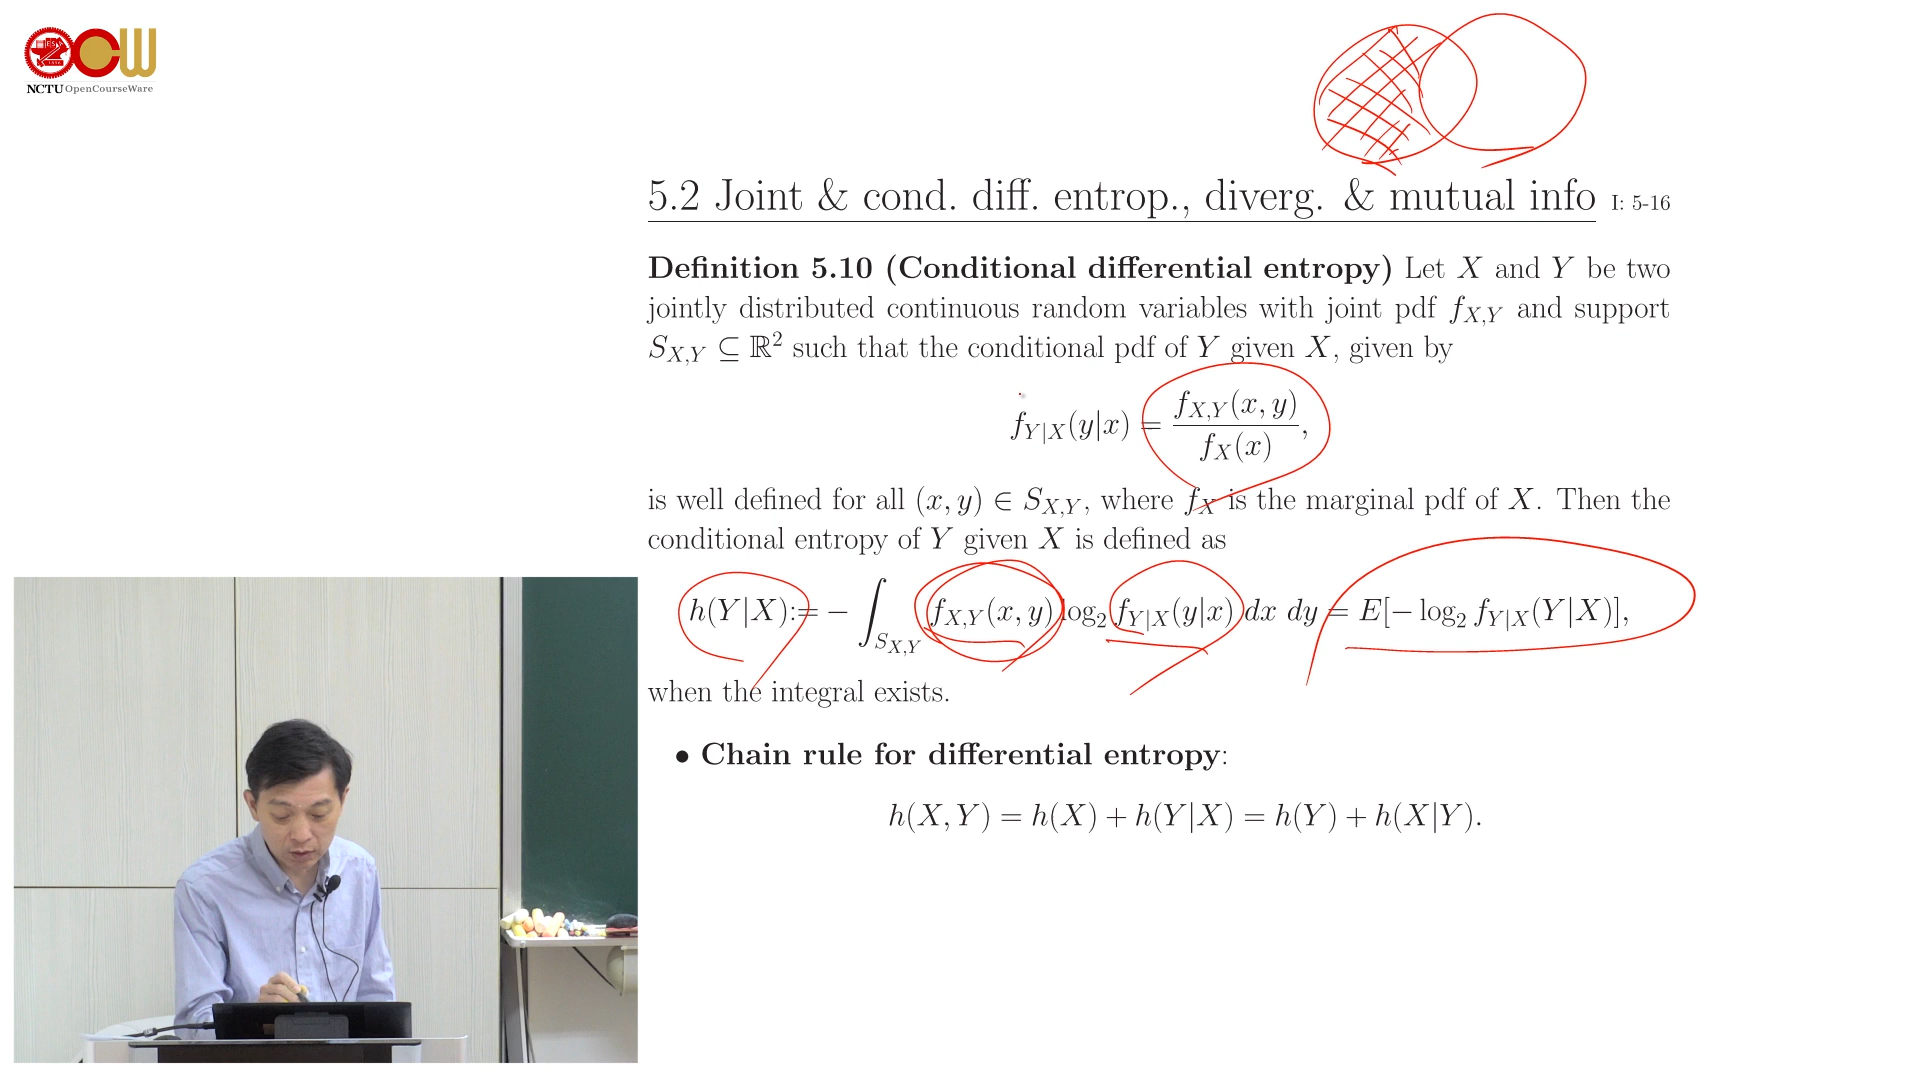 NCTU OpenCourseWare
5.2 Joint & cond. diff. entrop., diverg. & mutual info I: 5-16
Definition 5.10 (Conditional differential entropy) Let X and Y be two
jointly distributed continuous random variables with joint pdf f_{X,Y} and support
S_{X,Y} ⊆ ℝ² such that the conditional pdf of Y given X, given by
f_{Y|X}(y|x) = f_{X,Y}(x, y) / f_X(x),
is well defined for all (x, y) ∈ S_{X,Y}, where f_X is the marginal pdf of X. Then the
conditional entropy of Y given X is defined as
h(Y|X) := − ∫_{S_{X,Y}} f_{X,Y}(x, y) log₂ f_{Y|X}(y|x) dx dy = E[− log₂ f_{Y|X}(Y|X)],
when the integral exists.
• Chain rule for differential entropy:
h(X, Y) = h(X) + h(Y|X) = h(Y) + h(X|Y).